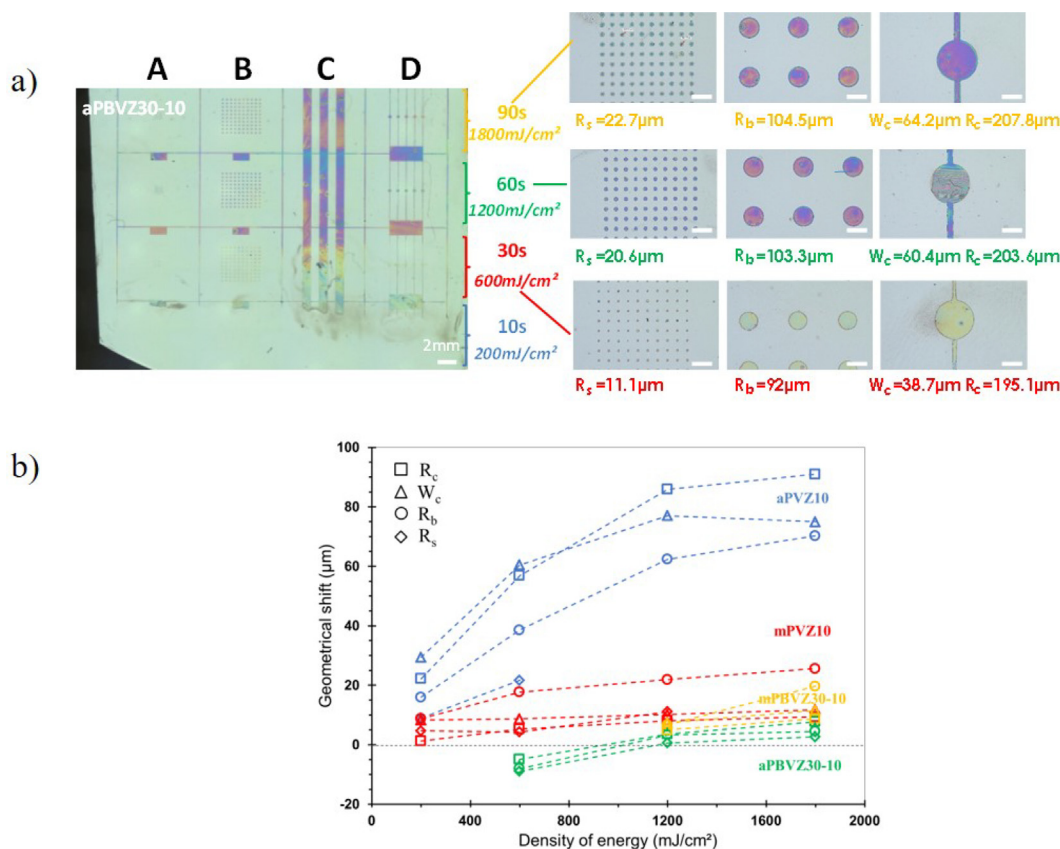 a)
A B C D
aPBVZ30-10
90s
1800mJ/cm²
60s
1200mJ/cm²
30s
600mJ/cm²
10s
200mJ/cm²
2mm
Rs=22.7µm Rb=104.5µm Wc=64.2µm Rc=207.8µm
Rs=20.6µm Rb=103.3µm Wc=60.4µm Rc=203.6µm
Rs=11.1µm Rb=92µm Wc=38.7µm Rc=195.1µm
b)
Geometrical shift (µm)
100
80
60
40
20
0
-20
Rc
Wc
Rb
Rs
aPVZ10
mPVZ10
mPBVZ30-10
aPBVZ30-10
0 400 800 1200 1600 2000
Density of energy (mJ/cm²)